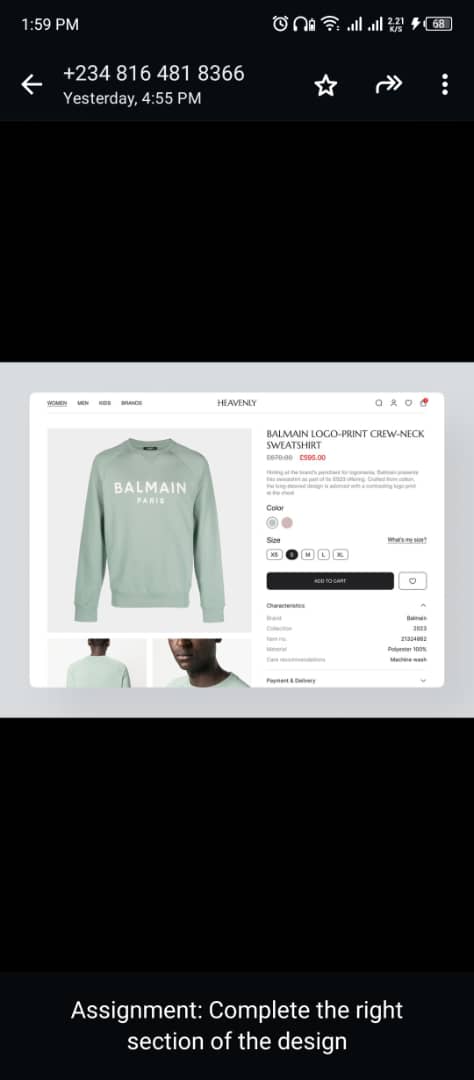 1:59 PM
2.21 K/S
68
+234 816 481 8366
Yesterday, 4:55 PM
WOMEN MEN KIDS BRANDS
HEAVENLY
BALMAIN
PARIS
BALMAIN LOGO-PRINT CREW-NECK
SWEATSHIRT
£595.00
Hinting at the brand's penchant for logomania, Balmain presents
this sweatshirt as part of its SS23 offering. Crafted from cotton,
the long-sleeved design is adorned with a contrasting logo print
at the chest
Color
Size
What's my size?
XS S M L XL
ADD TO CART
Characteristics
Brand Balmain
Collection 2023
Item no. 21324862
Material Polyester 100%
Care recommendations Machine wash
Payment & Delivery
Assignment: Complete the right
section of the design